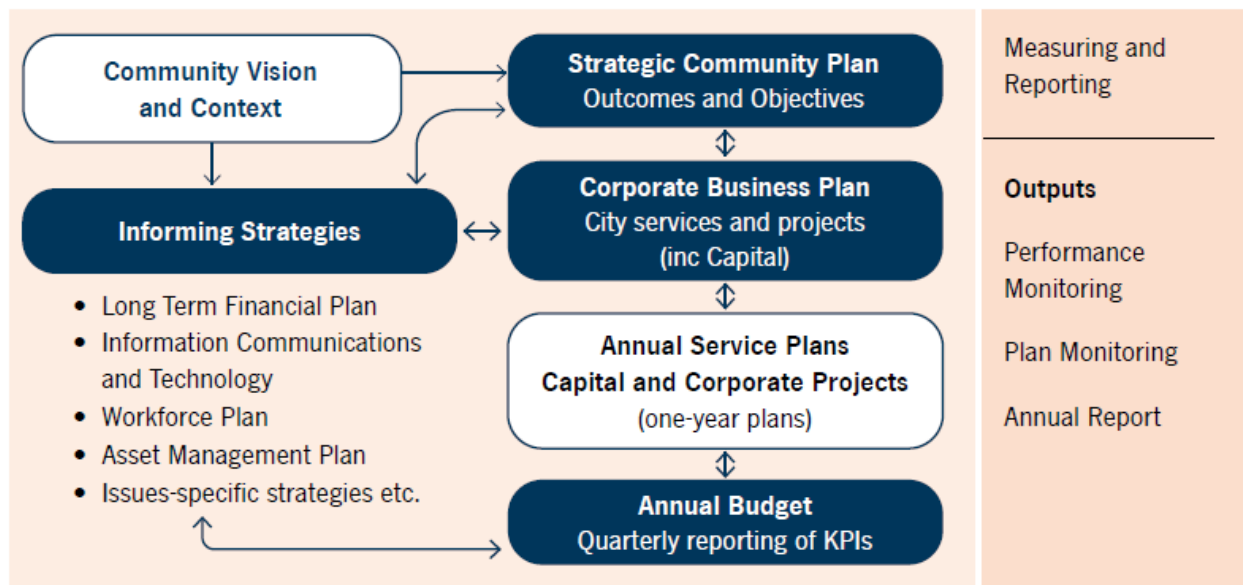 Community Vision
and Context
Strategic Community Plan
Outcomes and Objectives
Informing Strategies
Corporate Business Plan
City services and projects
(inc Capital)
• Long Term Financial Plan
• Information Communications
and Technology
• Workforce Plan
• Asset Management Plan
• Issues-specific strategies etc.
Annual Service Plans
Capital and Corporate Projects
(one-year plans)
Annual Budget
Quarterly reporting of KPIs
Measuring and
Reporting
Outputs
Performance
Monitoring
Plan Monitoring
Annual Report